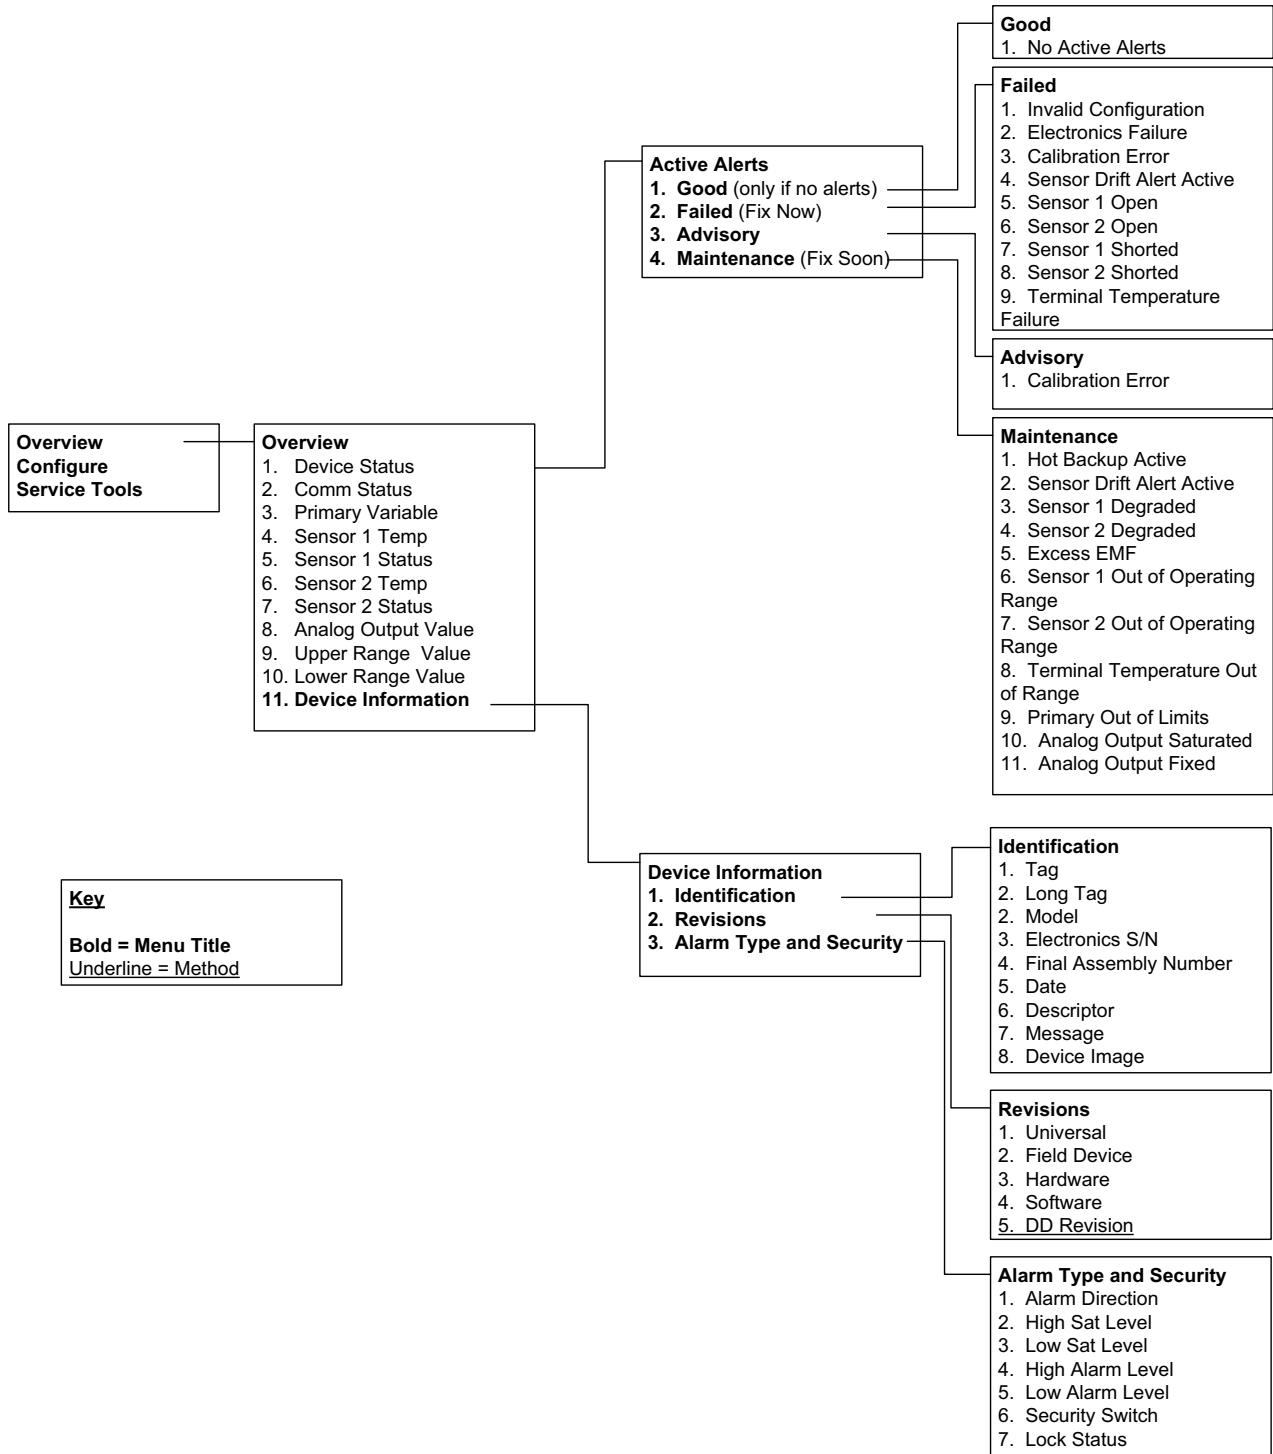 Good
1. No Active Alerts
Failed
1. Invalid Configuration
2. Electronics Failure
3. Calibration Error
4. Sensor Drift Alert Active
5. Sensor 1 Open
6. Sensor 2 Open
7. Sensor 1 Shorted
8. Sensor 2 Shorted
9. Terminal Temperature
Failure
Active Alerts
1. Good (only if no alerts)
2. Failed (Fix Now)
3. Advisory
4. Maintenance (Fix Soon)
Advisory
1. Calibration Error
Overview
Configure
Service Tools
Overview
1. Device Status
2. Comm Status
3. Primary Variable
4. Sensor 1 Temp
5. Sensor 1 Status
6. Sensor 2 Temp
7. Sensor 2 Status
8. Analog Output Value
9. Upper Range Value
10. Lower Range Value
11. Device Information
Maintenance
1. Hot Backup Active
2. Sensor Drift Alert Active
3. Sensor 1 Degraded
4. Sensor 2 Degraded
5. Excess EMF
6. Sensor 1 Out of Operating
Range
7. Sensor 2 Out of Operating
Range
8. Terminal Temperature Out
of Range
9. Primary Out of Limits
10. Analog Output Saturated
11. Analog Output Fixed
Key
Bold = Menu Title
Underline = Method
Device Information
1. Identification
2. Revisions
3. Alarm Type and Security
Identification
1. Tag
2. Long Tag
2. Model
3. Electronics S/N
4. Final Assembly Number
5. Date
6. Descriptor
7. Message
8. Device Image
Revisions
1. Universal
2. Field Device
3. Hardware
4. Software
5. DD Revision
Alarm Type and Security
1. Alarm Direction
2. High Sat Level
3. Low Sat Level
4. High Alarm Level
5. Low Alarm Level
6. Security Switch
7. Lock Status